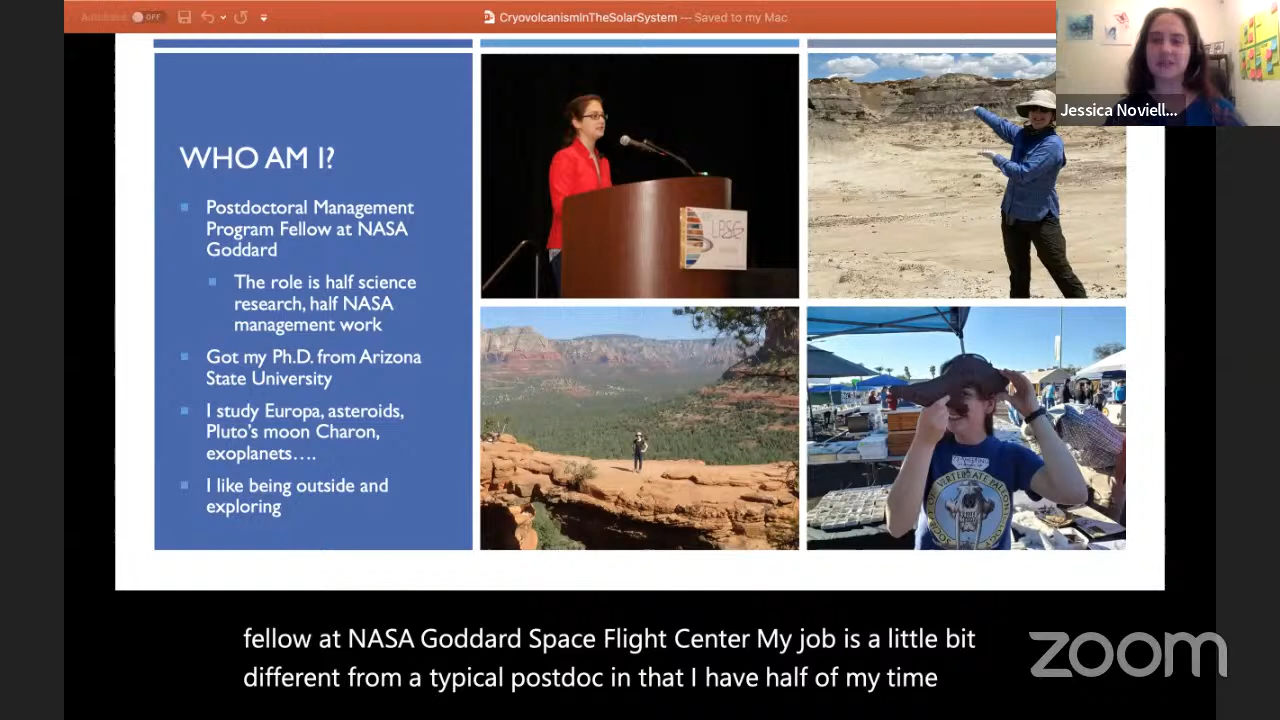 AutoSave OFF
CryovolcanismInTheSolarSystem — Saved to my Mac
Jessica Noviell...
WHO AM I?
Postdoctoral Management
Program Fellow at NASA
Goddard
The role is half science
research, half NASA
management work
Got my Ph.D. from Arizona
State University
I study Europa, asteroids,
Pluto's moon Charon,
exoplanets….
I like being outside and
exploring
LPSC
fellow at NASA Goddard Space Flight Center My job is a little bit
different from a typical postdoc in that I have half of my time
zoom